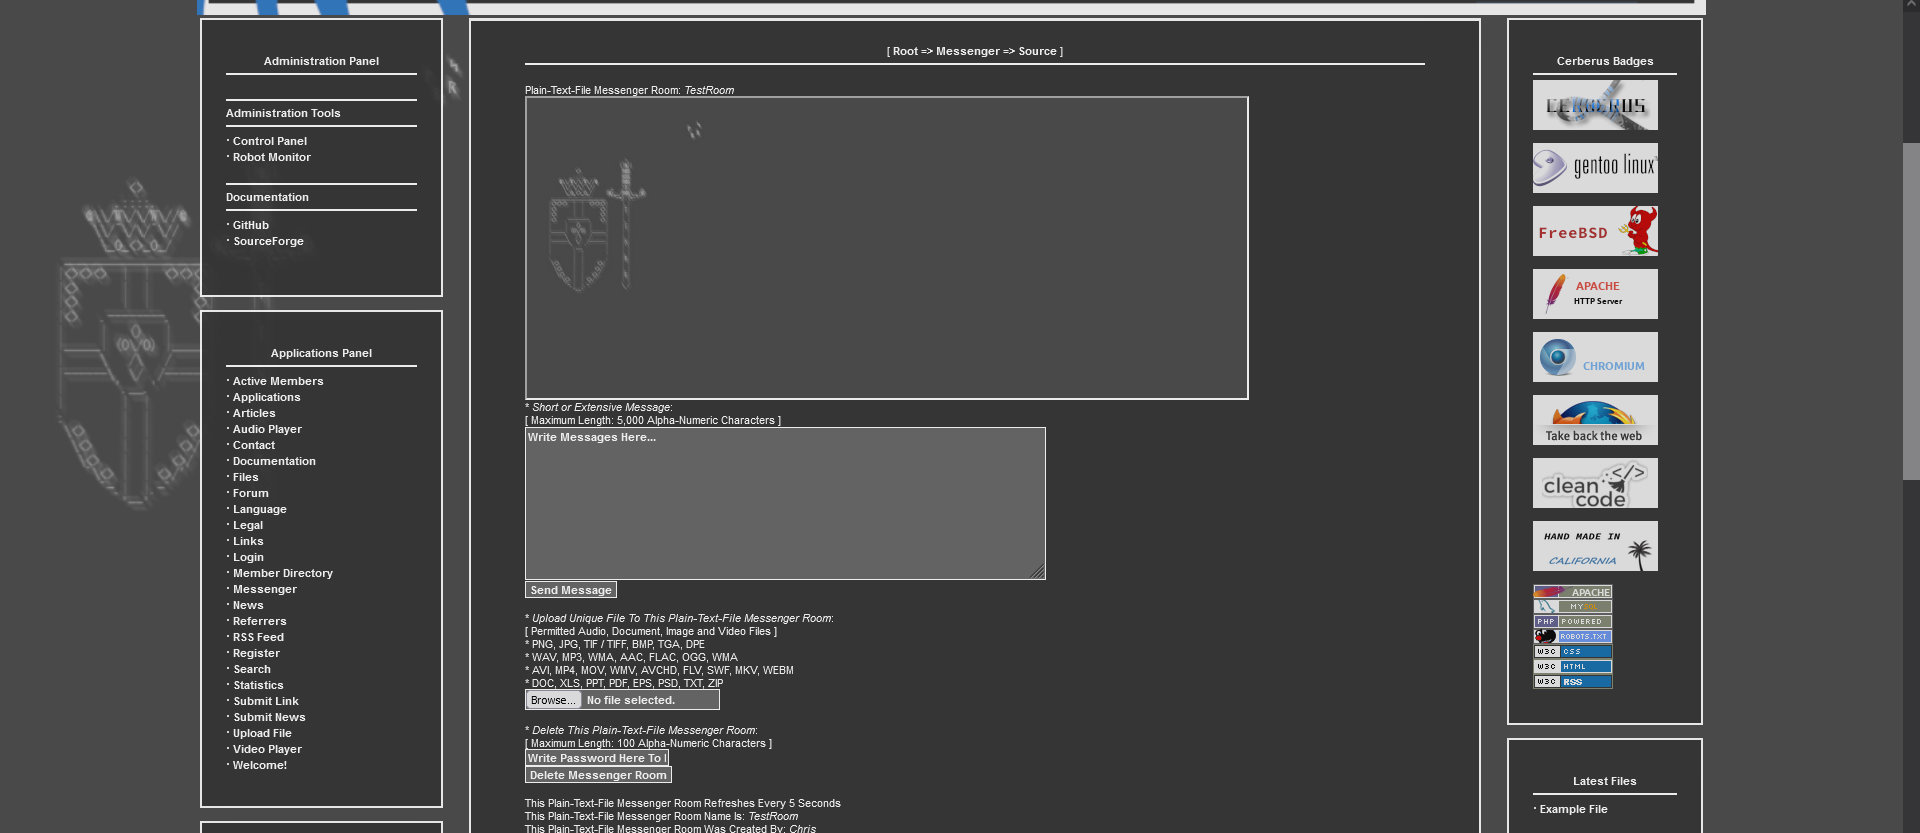 Administration Panel
Administration Tools
· Control Panel
· Robot Monitor
Documentation
· GitHub
· SourceForge
Applications Panel
· Active Members
· Applications
· Articles
· Audio Player
· Contact
· Documentation
· Files
· Forum
· Language
· Legal
· Links
· Login
· Member Directory
· Messenger
· News
· Referrers
· RSS Feed
· Register
· Search
· Statistics
· Submit Link
· Submit News
· Upload File
· Video Player
· Welcome!
[ Root => Messenger => Source ]
Plain-Text-File Messenger Room: TestRoom
* Short or Extensive Message:
[ Maximum Length: 5,000 Alpha-Numeric Characters ]
Write Messages Here...
Send Message
* Upload Unique File To This Plain-Text-File Messenger Room:
[ Permitted Audio, Document, Image and Video Files ]
* PNG, JPG, TIF / TIFF, BMP, TGA, DPE
* WAV, MP3, WMA, AAC, FLAC, OGG, WMA
* AVI, MP4, MOV, WMV, AVCHD, FLV, SWF, MKV, WEBM
* DOC, XLS, PPT, PDF, EPS, PSD, TXT, ZIP
Browse... No file selected.
* Delete This Plain-Text-File Messenger Room:
[ Maximum Length: 100 Alpha-Numeric Characters ]
Write Password Here To
Delete Messenger Room
This Plain-Text-File Messenger Room Refreshes Every 5 Seconds
This Plain-Text-File Messenger Room Name Is: TestRoom
This Plain-Text-File Messenger Room Was Created By: Chris
Cerberus Badges
CERBERUS
gentoo linux
FreeBSD
APACHE
HTTP Server
CHROMIUM
Take back the web
clean </>
code
HAND MADE IN
CALIFORNIA
APACHE
MYSQL
PHP POWERED
ROBOTS.TXT
W3C CSS
W3C HTML
W3C RSS
Latest Files
· Example File